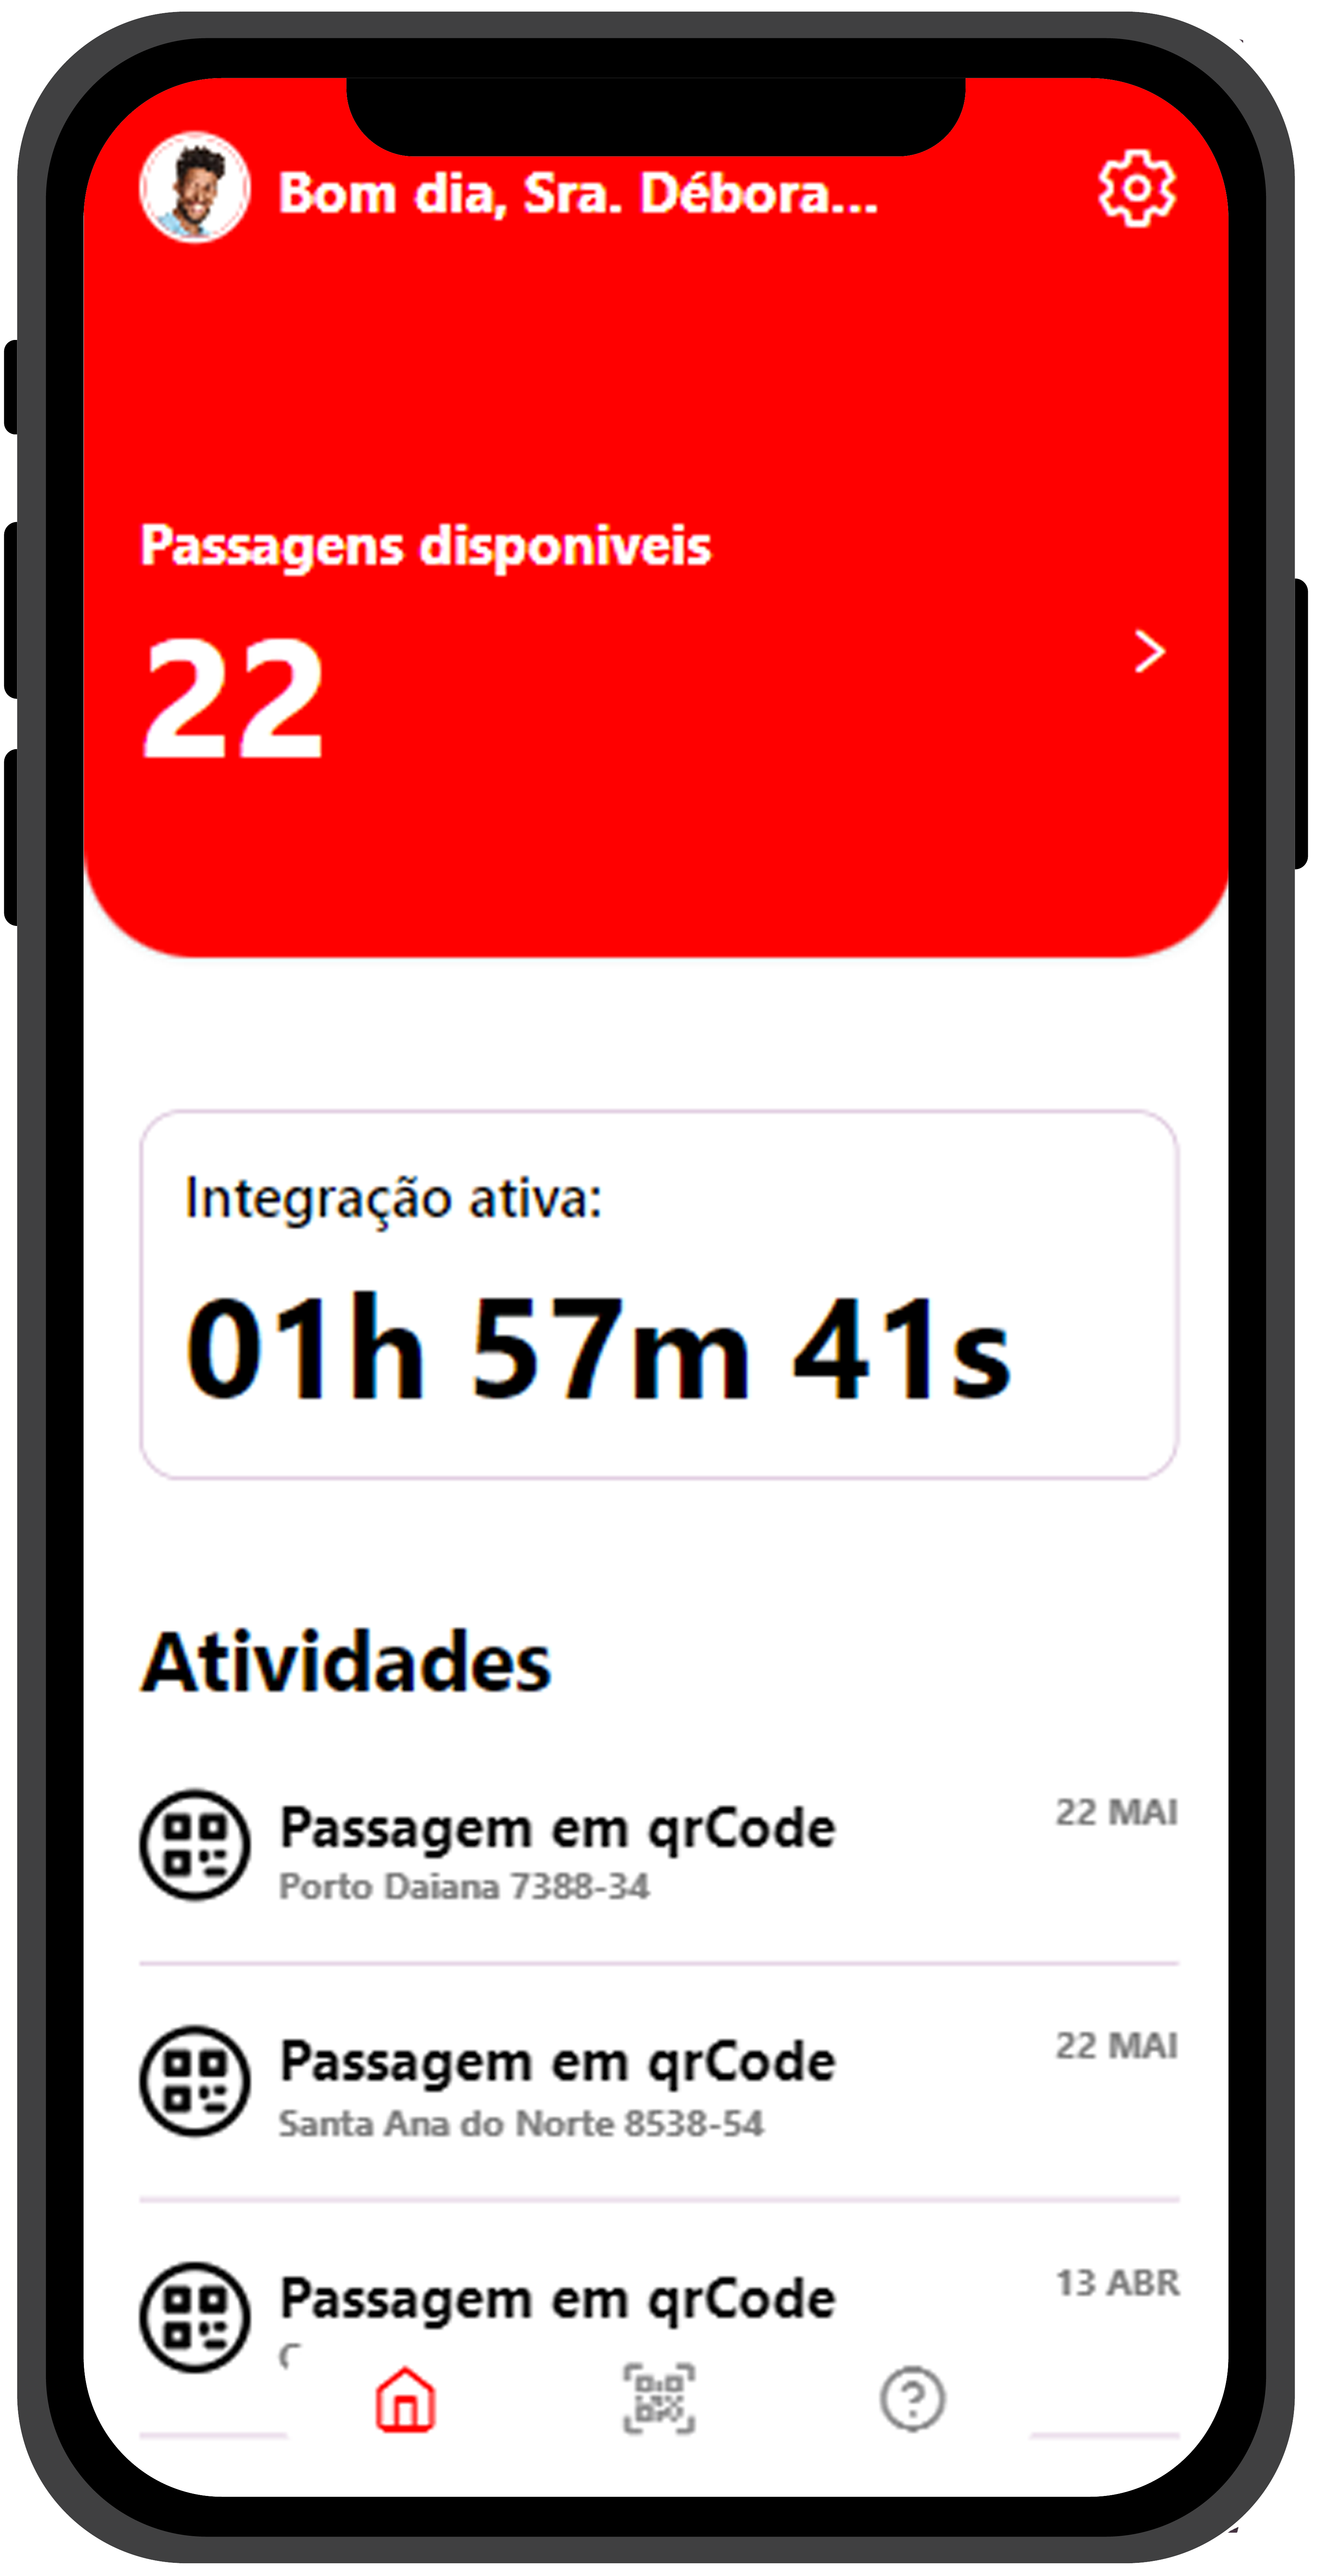 Bom dia, Sra. Débora...
Passagens disponiveis
22
Integração ativa:
01h 57m 41s
Atividades
Passagem em qrCode
22 MAI
Porto Daiana 7388-34
Passagem em qrCode
22 MAI
Santa Ana do Norte 8538-54
Passagem em qrCode
13 ABR